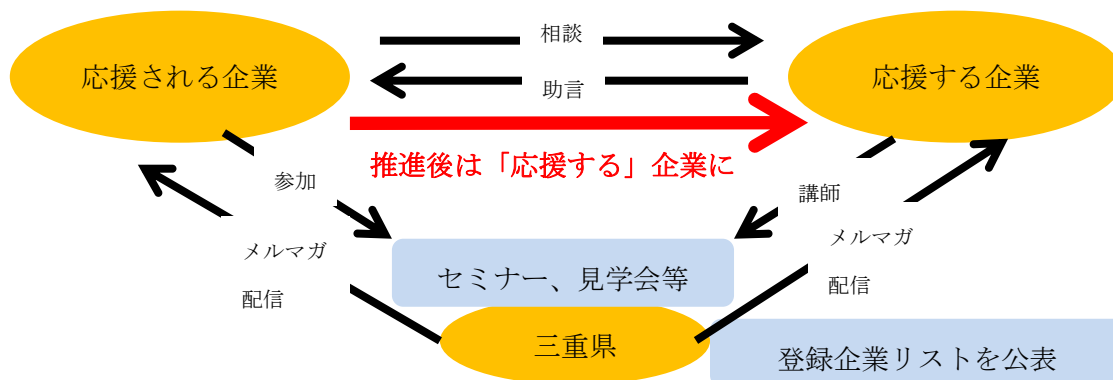 相談
応援される企業
応援する企業
助言
推進後は「応援する」企業に
参加
講師
メルマガ
配信
メルマガ
配信
セミナー、見学会等
三重県
登録企業リストを公表